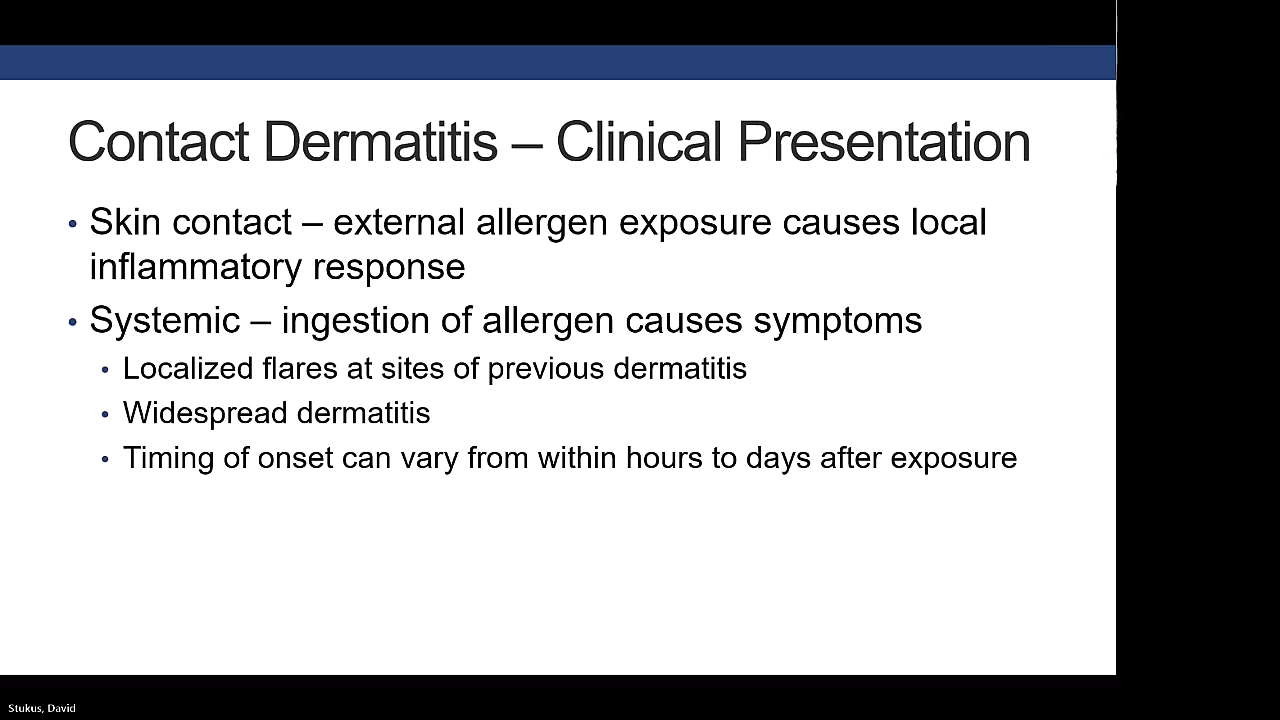 Contact Dermatitis – Clinical Presentation
• Skin contact – external allergen exposure causes local
inflammatory response
• Systemic – ingestion of allergen causes symptoms
• Localized flares at sites of previous dermatitis
• Widespread dermatitis
• Timing of onset can vary from within hours to days after exposure
Stukus, David